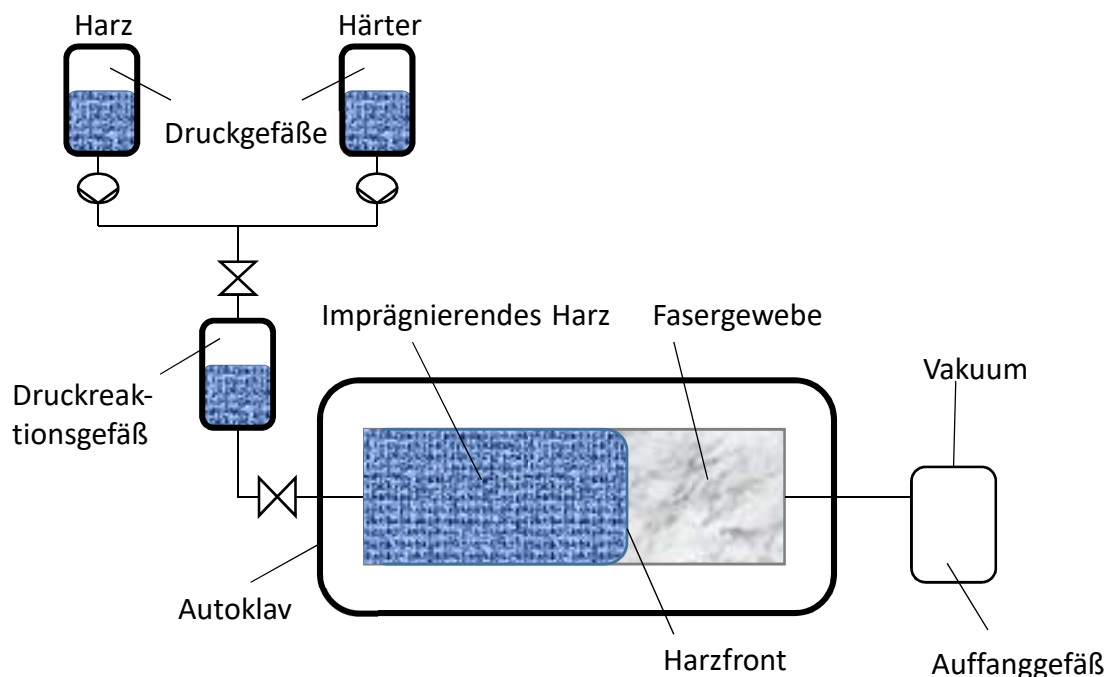 Harz
Härter
Druckgefäße
Imprägnierendes Harz
Fasergewebe
Vakuum
Druckreak-
tionsgefäß
Autoklav
Harzfront
Auffanggefäß